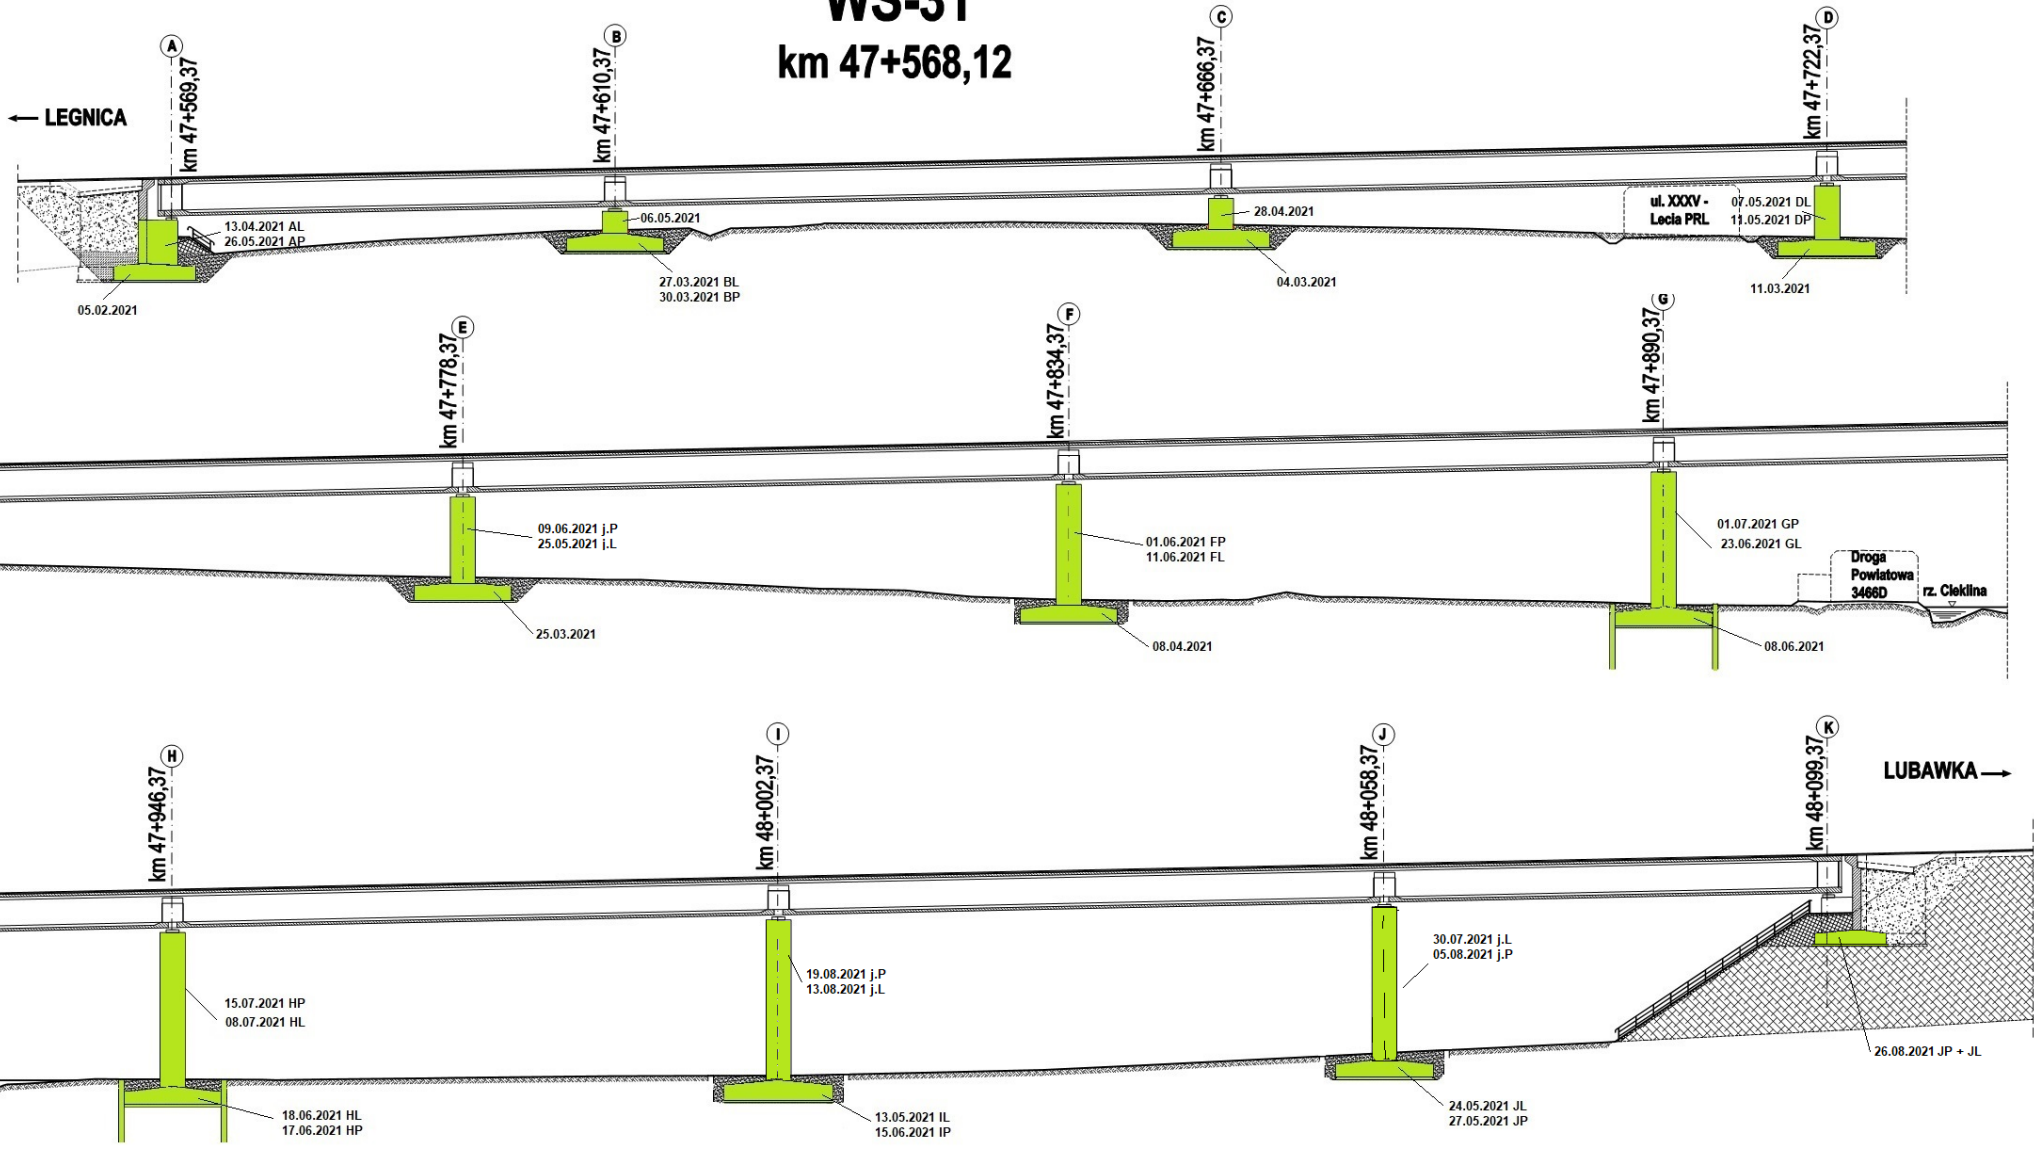 WS-31
km 47+568,12
← LEGNICA
A
km 47+569,37
B
km 47+610,37
C
km 47+666,37
D
km 47+722,37
13.04.2021 AL
26.05.2021 AP
05.02.2021
06.05.2021
27.03.2021 BL
30.03.2021 BP
28.04.2021
04.03.2021
ul. XXXV -
Lecia PRL
07.05.2021 DL
11.05.2021 DP
11.03.2021
E
km 47+778,37
F
km 47+834,37
G
km 47+890,37
09.06.2021 j.P
25.05.2021 j.L
25.03.2021
01.06.2021 FP
11.06.2021 FL
08.04.2021
01.07.2021 GP
23.06.2021 GL
08.06.2021
Droga
Powiatowa
3466D
rz. Cieklina
H
km 47+946,37
I
km 48+002,37
J
km 48+058,37
K
km 48+099,37
LUBAWKA →
15.07.2021 HP
08.07.2021 HL
18.06.2021 HL
17.06.2021 HP
19.08.2021 j.P
13.08.2021 j.L
13.05.2021 IL
15.06.2021 IP
30.07.2021 j.L
05.08.2021 j.P
24.05.2021 JL
27.05.2021 JP
26.08.2021 JP + JL